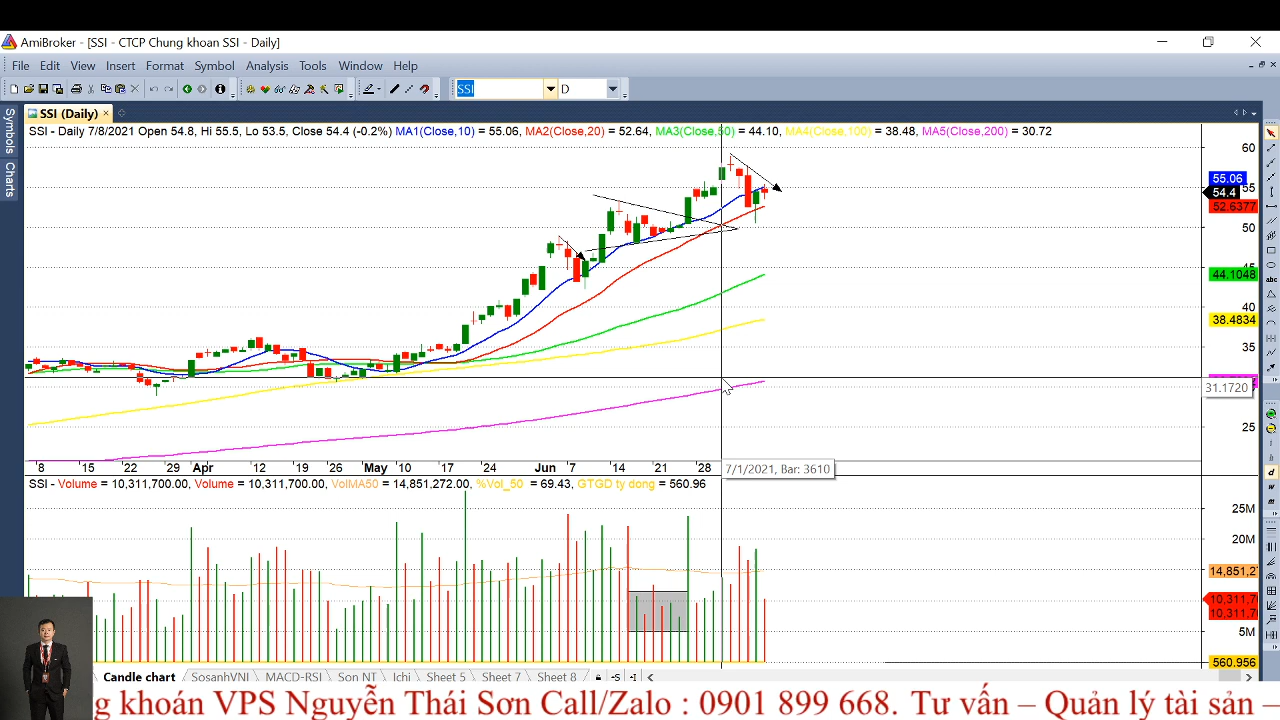 AmiBroker - [SSI - CTCP Chung khoan SSI - Daily]
File Edit View Insert Format Symbol Analysis Tools Window Help
SSI D
SSI (Daily)
Symbols
Charts
SSI - Daily 7/8/2021 Open 54.8, Hi 55.5, Lo 53.5, Close 54.4 (-0.2%) MA1(Close,10) = 55.06, MA2(Close,20) = 52.64, MA3(Close,50) = 44.10, MA4(Close,100) = 38.48, MA5(Close,200) = 30.72
60
55.06
55
54.4
52.6377
50
45
44.1048
40
38.4834
35
31.1720
25
8 15 22 29 Apr 12 19 26 May 10 17 24 Jun 7 14 21 28
7/1/2021, Bar: 3610
SSI - Volume = 10,311,700.00, Volume = 10,311,700.00, VolMA50 = 14,851,272.00, %Vol_50 = 69.43, GTGD ty dong = 560.96
25M
20M
14,851,2
10,311,7
10,311,7
5M
560.956
Candle chart SosanhVNI MACD-RSI Son NT Ichi Sheet 5 Sheet 7 Sheet 8
g khoán VPS Nguyễn Thái Sơn Call/Zalo : 0901 899 668. Tư vấn – Quản lý tài sản –
abc